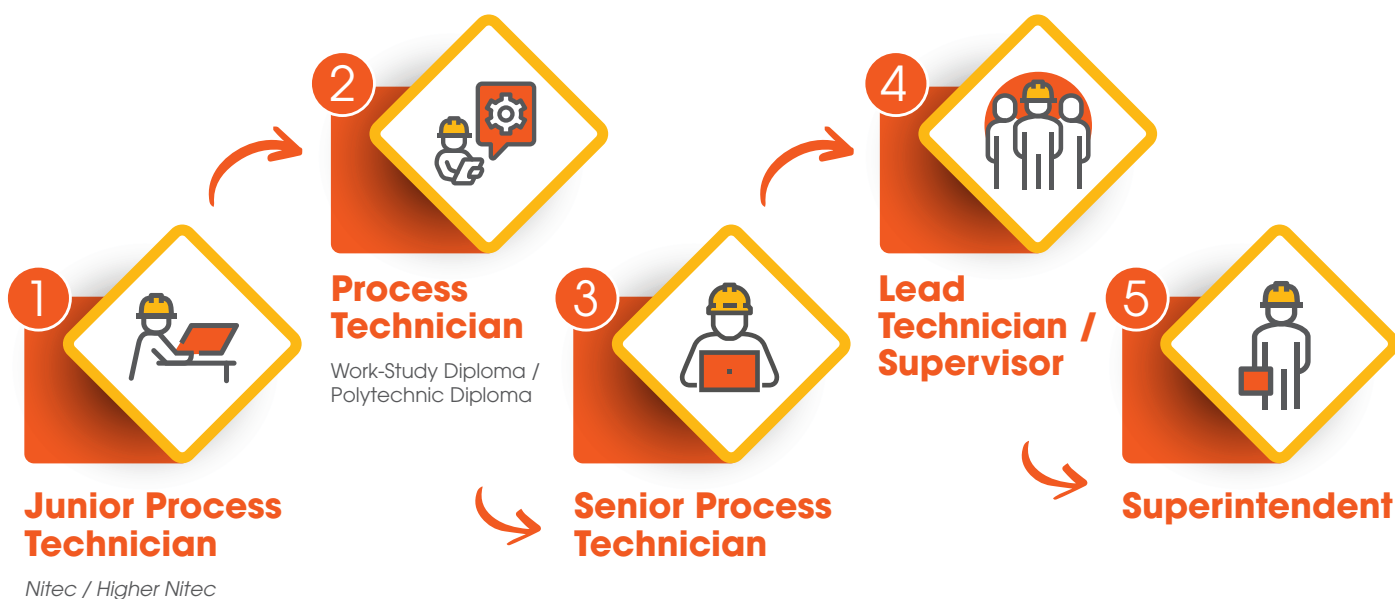 1
Junior Process
Technician
Nitec / Higher Nitec
2
Process
Technician
Work-Study Diploma /
Polytechnic Diploma
3
Senior Process
Technician
4
Lead
Technician /
Supervisor
5
Superintendent